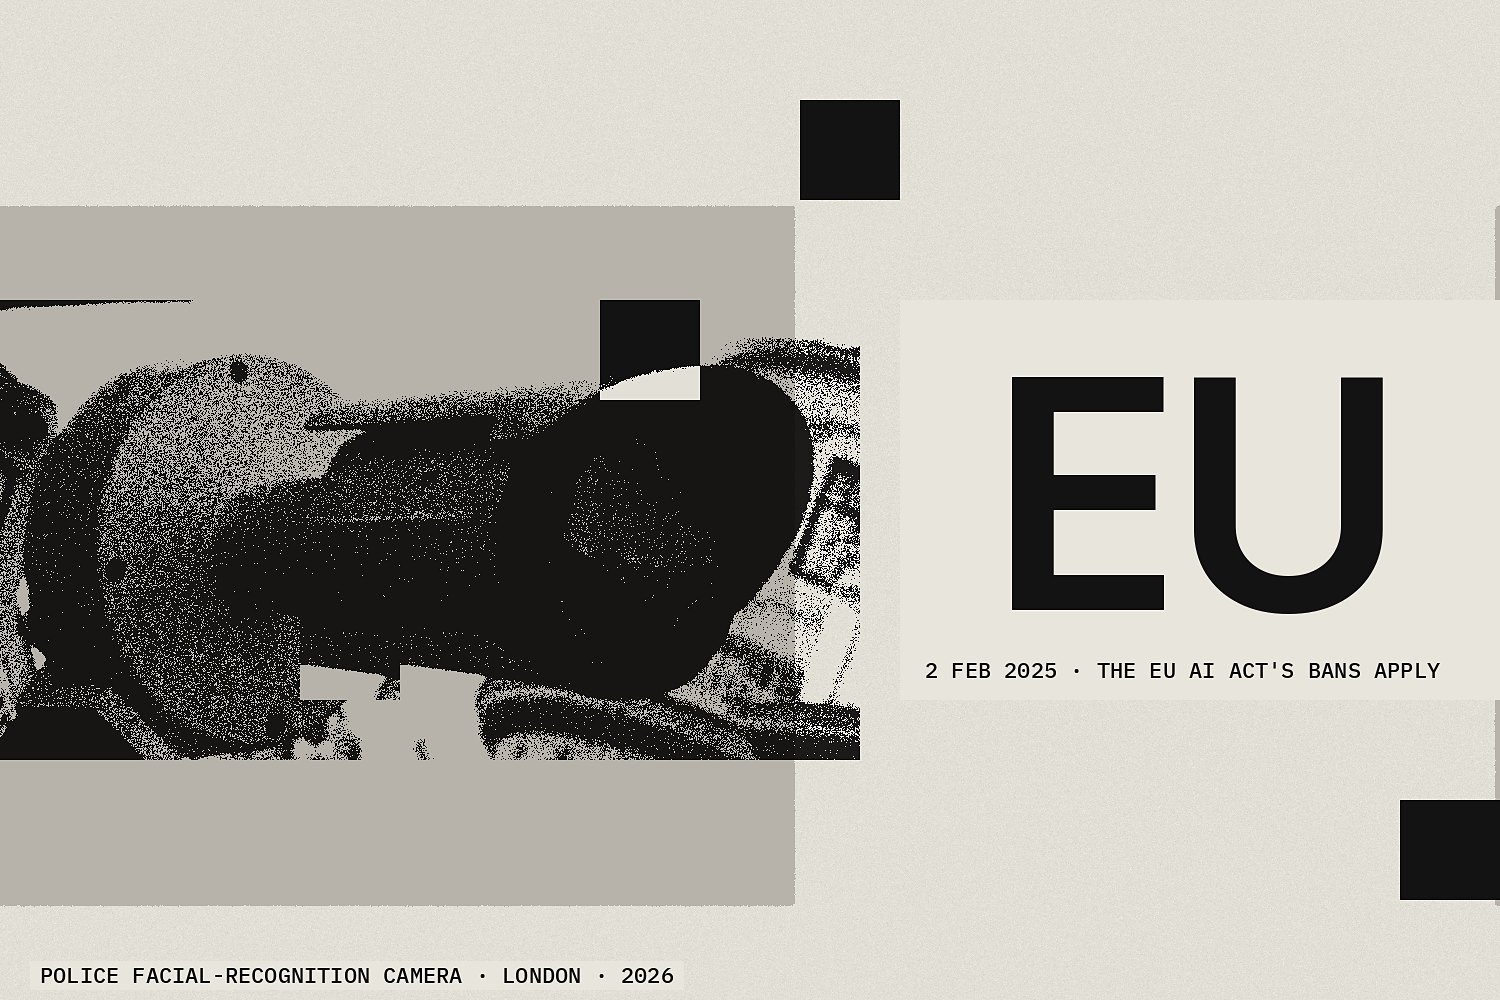 EU
2 FEB 2025 · THE EU AI ACT'S BANS APPLY
POLICE FACIAL-RECOGNITION CAMERA · LONDON · 2026